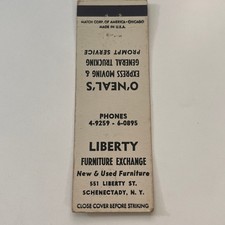 MATCH CORP. OF AMERICA-CHICAGO
MADE IN U.S.A.
O'NEAL'S
EXPRESS MOVING &
GENERAL TRUCKING
PROMPT SERVICE
PHONES
4-9259 - 6-0895
LIBERTY
FURNITURE EXCHANGE
New & Used Furniture
551 LIBERTY ST.
SCHENECTADY, N. Y.
CLOSE COVER BEFORE STRIKING